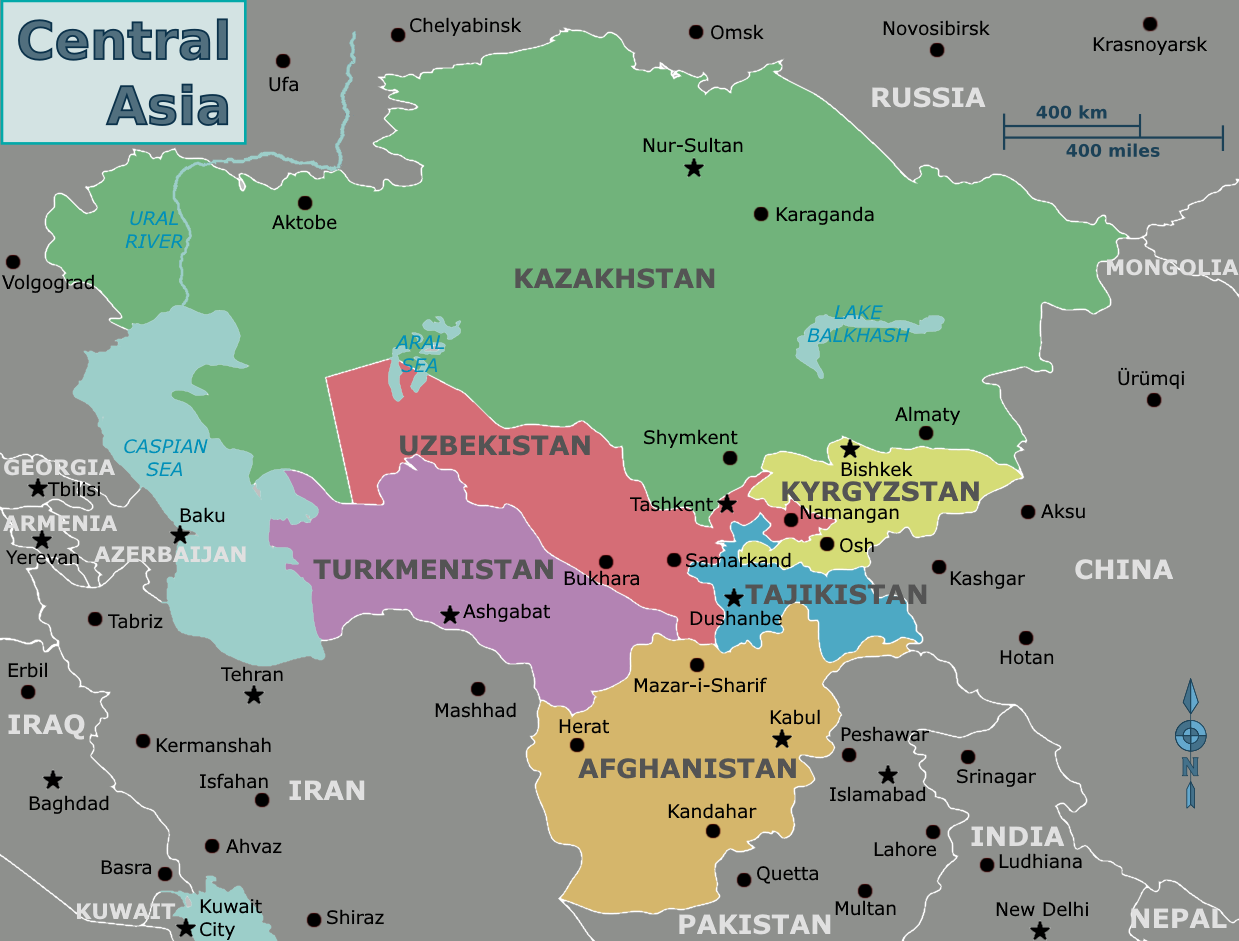 Central
Asia
Chelyabinsk
Omsk
Novosibirsk
Krasnoyarsk
Ufa
RUSSIA
400 km
400 miles
Nur-Sultan
Aktobe
URAL
RIVER
Karaganda
Volgograd
KAZAKHSTAN
MONGOLIA
LAKE
BALKHASH
ARAL
SEA
Ürümqi
Almaty
CASPIAN
SEA
UZBEKISTAN
Shymkent
Bishkek
GEORGIA
Tbilisi
KYRGYZSTAN
Tashkent
Namangan
Aksu
Baku
ARMENIA
Yerevan
AZERBAIJAN
Osh
TURKMENISTAN
Bukhara
Samarkand
Kashgar
CHINA
TAJIKISTAN
Ashgabat
Dushanbe
Tabriz
Hotan
Erbil
Tehran
Mazar-i-Sharif
Mashhad
IRAQ
Herat
Kabul
Peshawar
Kermanshah
AFGHANISTAN
Srinagar
N
Isfahan
IRAN
Islamabad
Baghdad
Kandahar
INDIA
Ahvaz
Lahore
Ludhiana
Basra
Quetta
KUWAIT
Kuwait
City
Shiraz
Multan
PAKISTAN
New Delhi
NEPAL